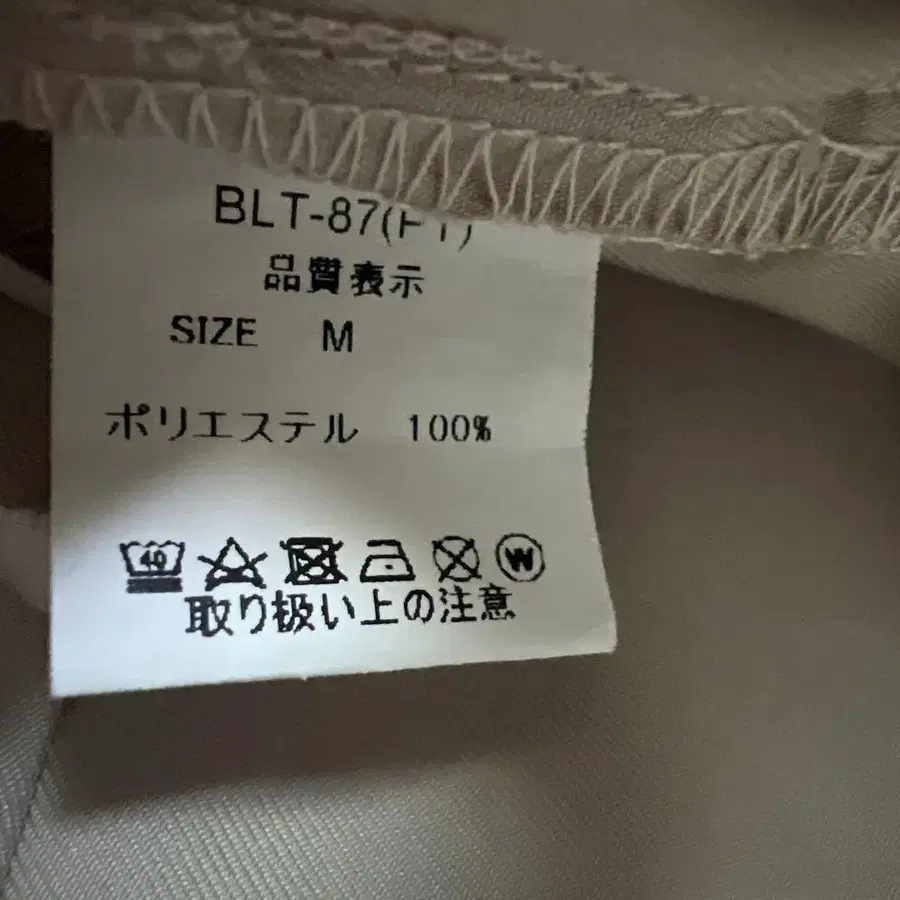 BLT-87(
品質表示
SIZE M
ポリエステル 100%
40 W
取り扱い上の注意